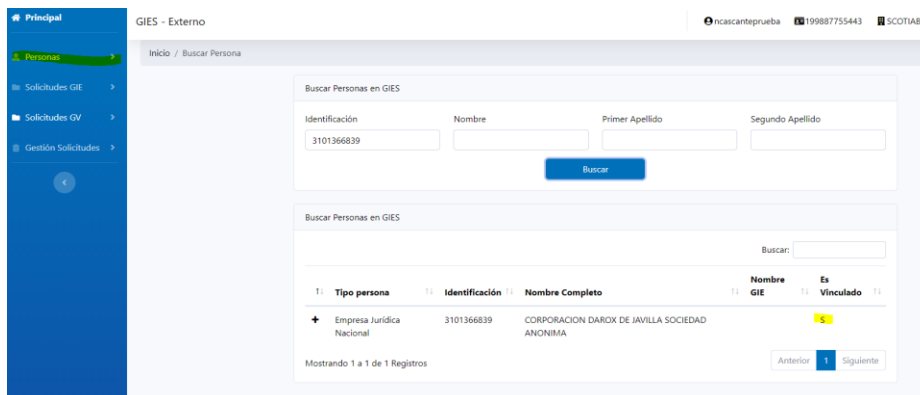 Principal
GIES - Externo
ncascanteprueba
199887755443
SCOTIAB
Personas
Inicio / Buscar Persona
Solicitudes GIE
Solicitudes GV
Gestión Solicitudes
Buscar Personas en GIES
Identificación Nombre Primer Apellido Segundo Apellido
3101366839
Buscar
Buscar Personas en GIES
Buscar:
Tipo persona Identificación Nombre Completo Nombre GIE Es Vinculado
Empresa Jurídica Nacional 3101366839 CORPORACION DAROX DE JAVILLA SOCIEDAD ANONIMA S
Mostrando 1 a 1 de 1 Registros
Anterior 1 Siguiente